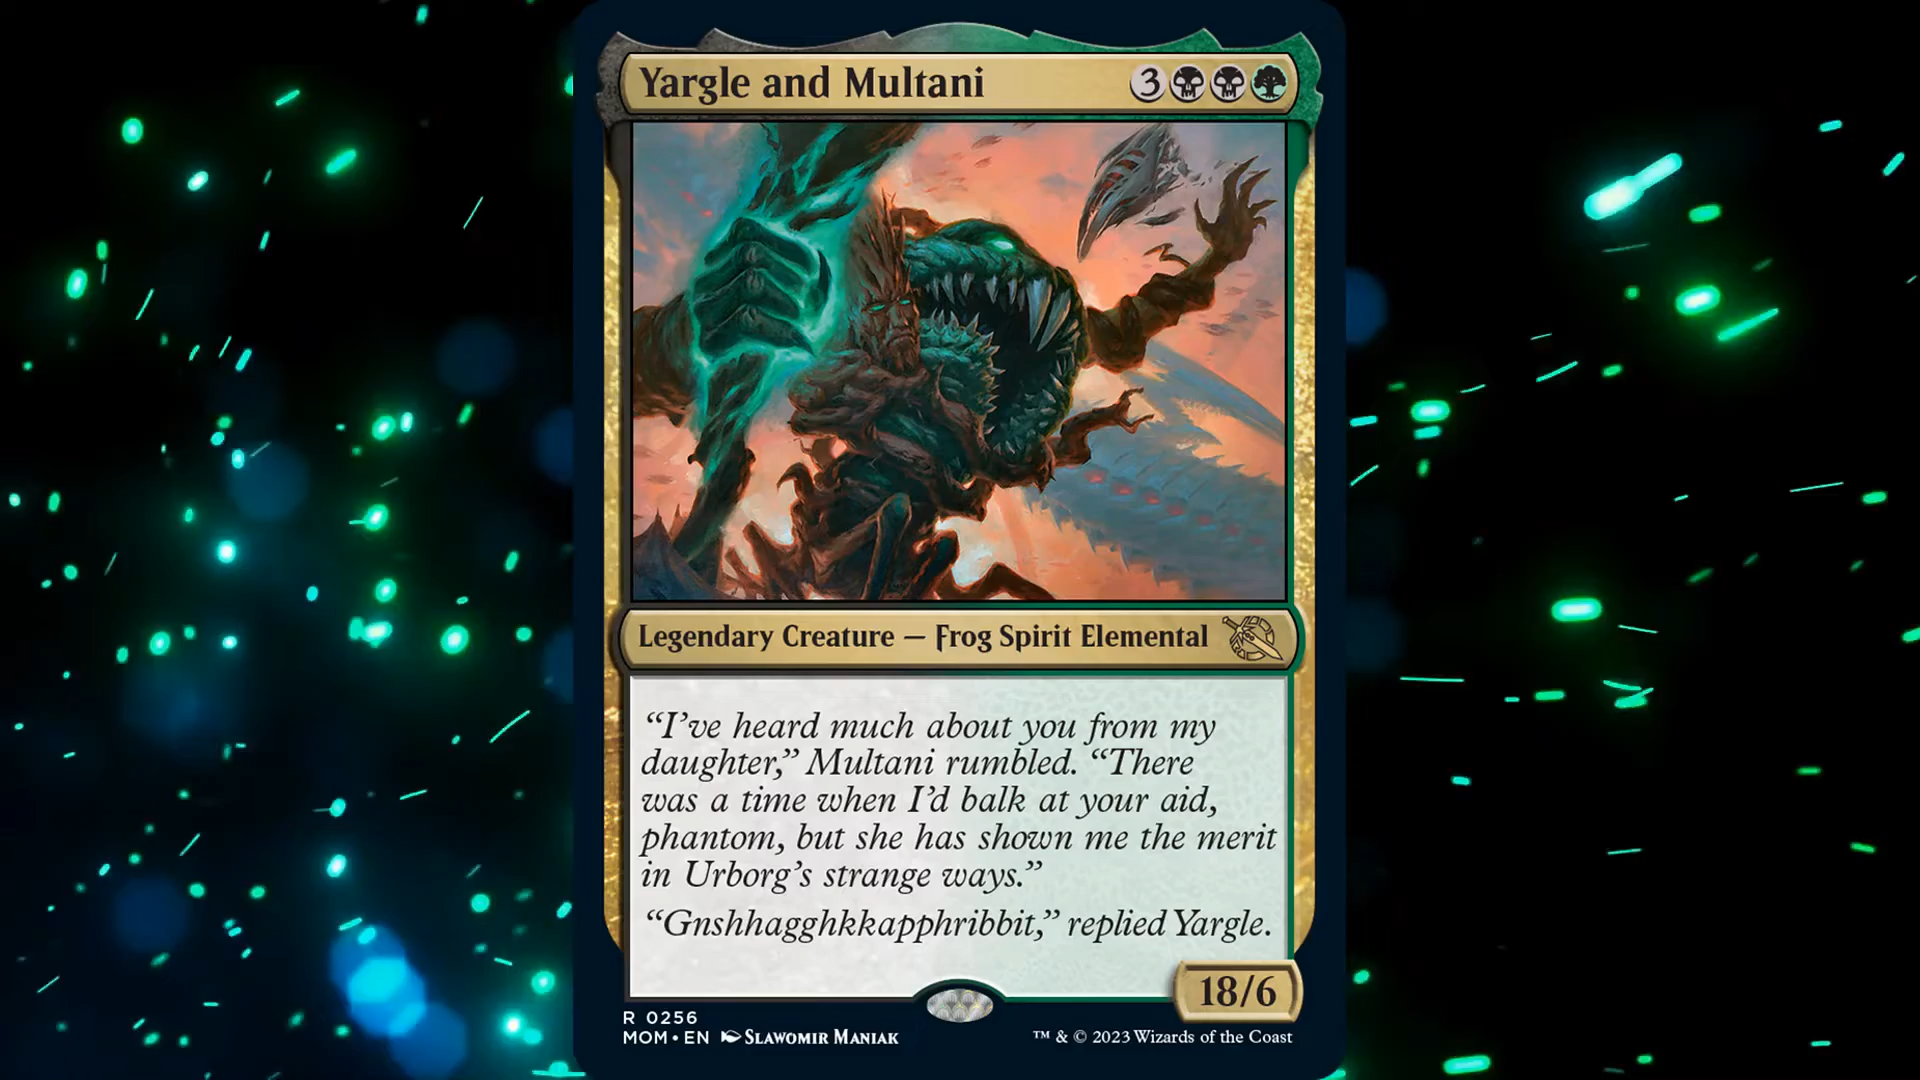 Yargle and Multani 3
Legendary Creature — Frog Spirit Elemental
“I’ve heard much about you from my
daughter,” Multani rumbled. “There
was a time when I’d balk at your aid,
phantom, but she has shown me the merit
in Urborg’s strange ways.”
“Gnshhagghkkapphribbit,” replied Yargle.
18/6
R 0256
MOM • EN SLAWOMIR MANIAK
™ & © 2023 Wizards of the Coast